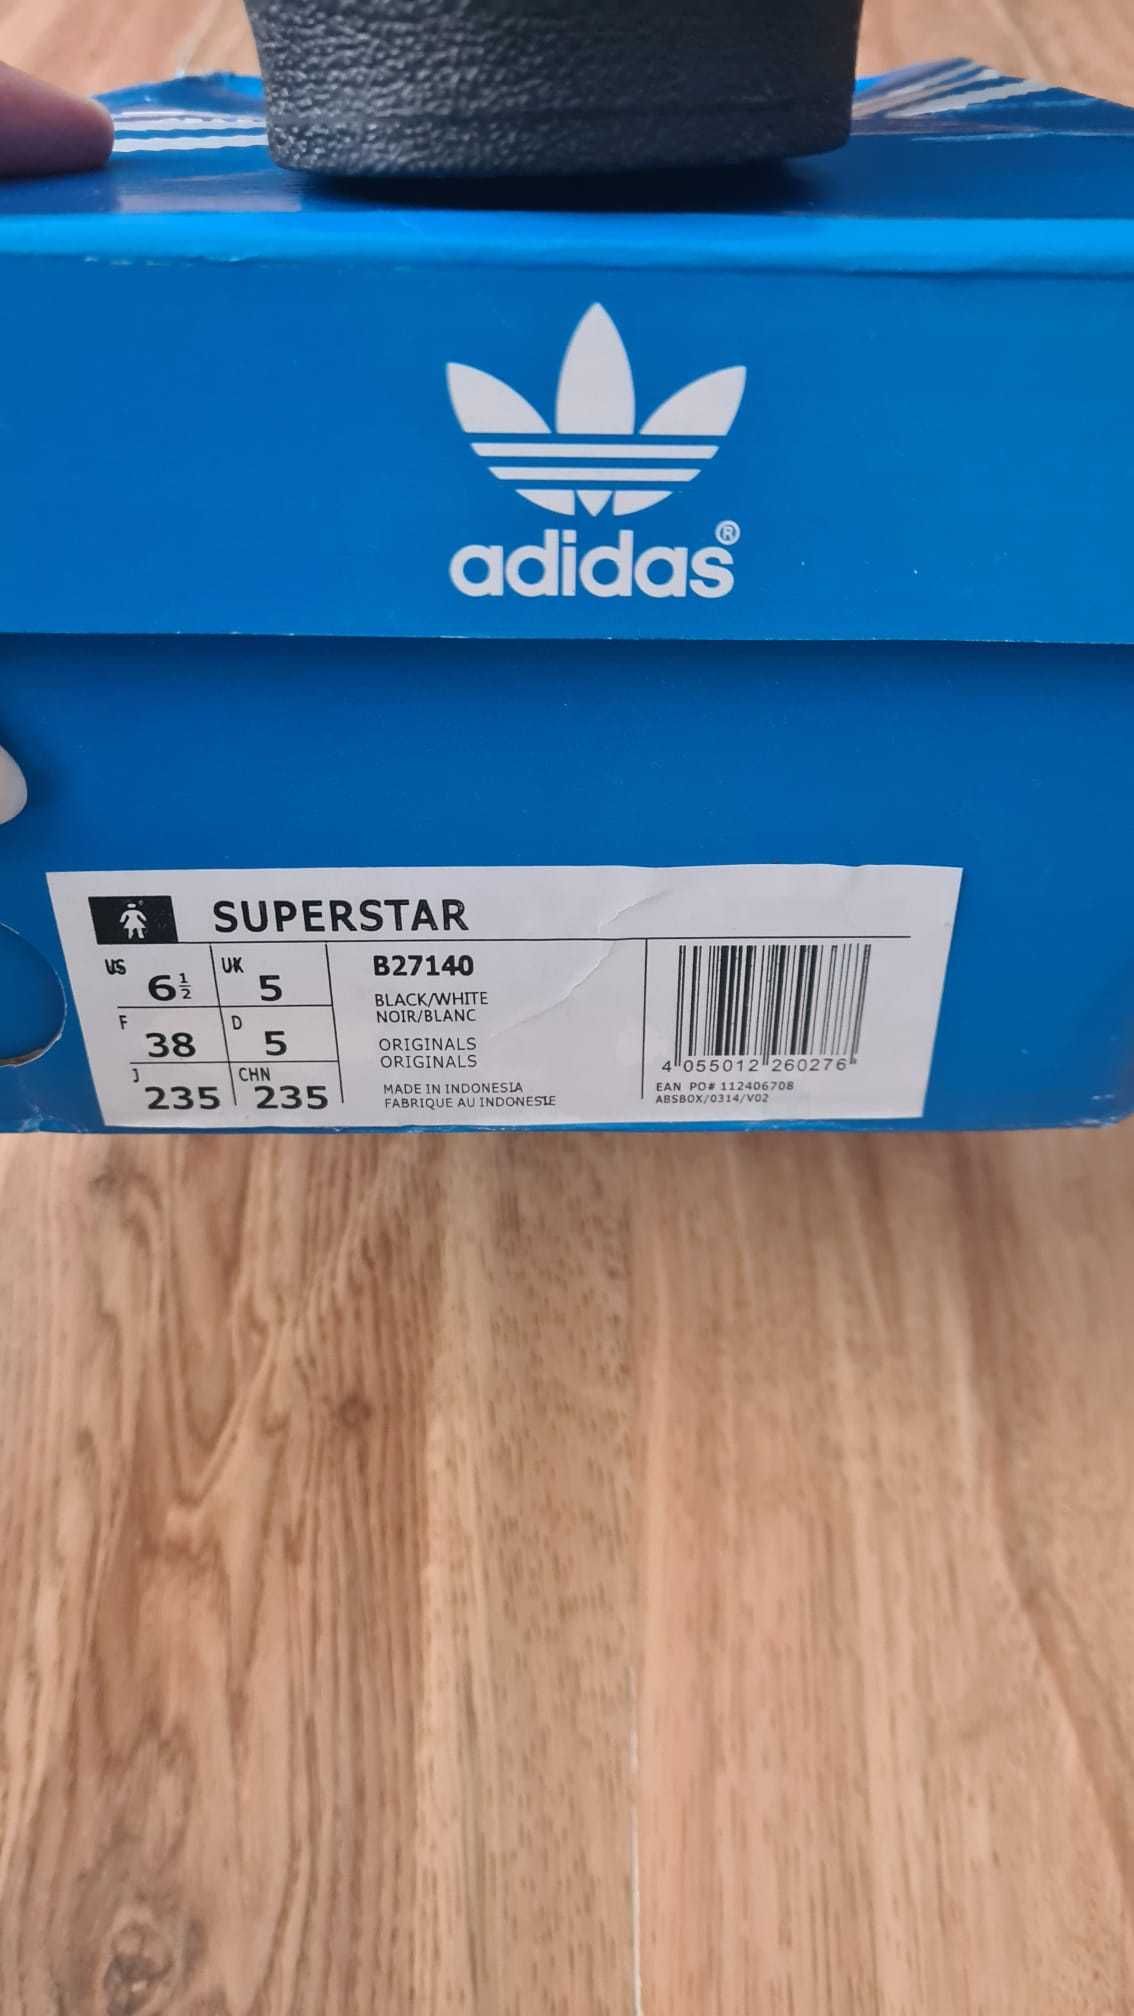 adidas®
SUPERSTAR
US 6½ UK 5
F 38 D 5
J 235 CHN 235
B27140
BLACK/WHITE
NOIR/BLANC
ORIGINALS
ORIGINALS
MADE IN INDONESIA
FABRIQUE AU INDONESIE
4 055012 260276
EAN PO# 112406708
ABSBOX/0314/V02